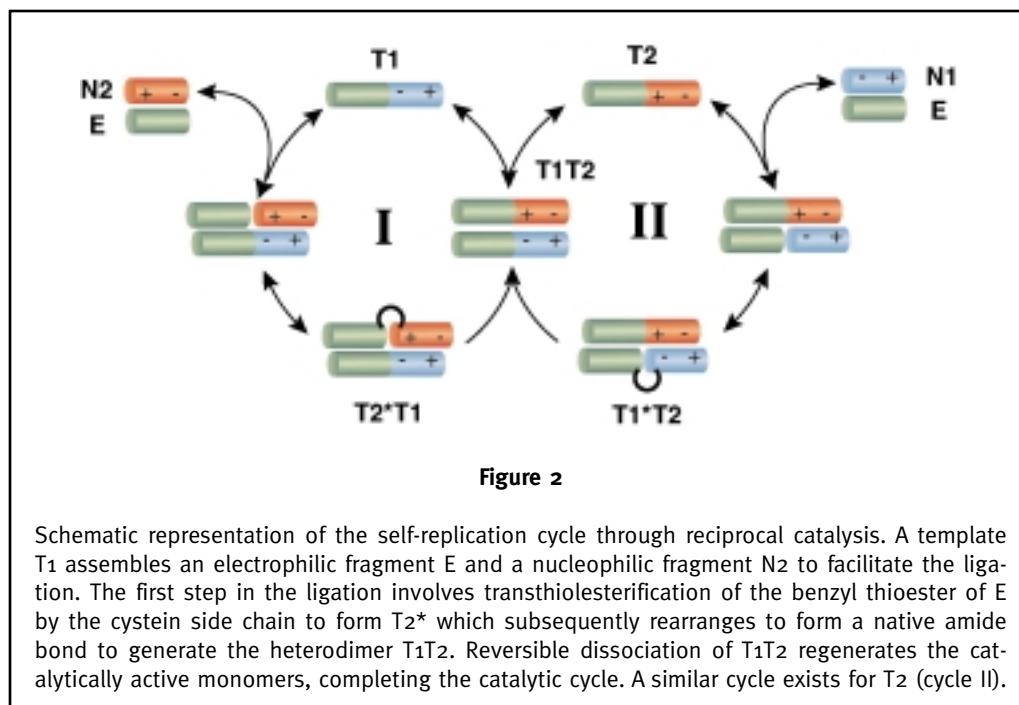 T1
T2
N2
+ -
- +
+ -
- +
N1
E
E
T1T2
+ -
+ -
+ -
I
II
- +
- +
- +
+ -
+ -
- +
- +
T2*T1
T1*T2
Figure 2
Schematic representation of the self-replication cycle through reciprocal catalysis. A template
T1 assembles an electrophilic fragment E and a nucleophilic fragment N2 to facilitate the liga-
tion. The first step in the ligation involves transthiolesterification of the benzyl thioester of E
by the cystein side chain to form T2* which subsequently rearranges to form a native amide
bond to generate the heterodimer T1T2. Reversible dissociation of T1T2 regenerates the cat-
alytically active monomers, completing the catalytic cycle. A similar cycle exists for T2 (cycle II).